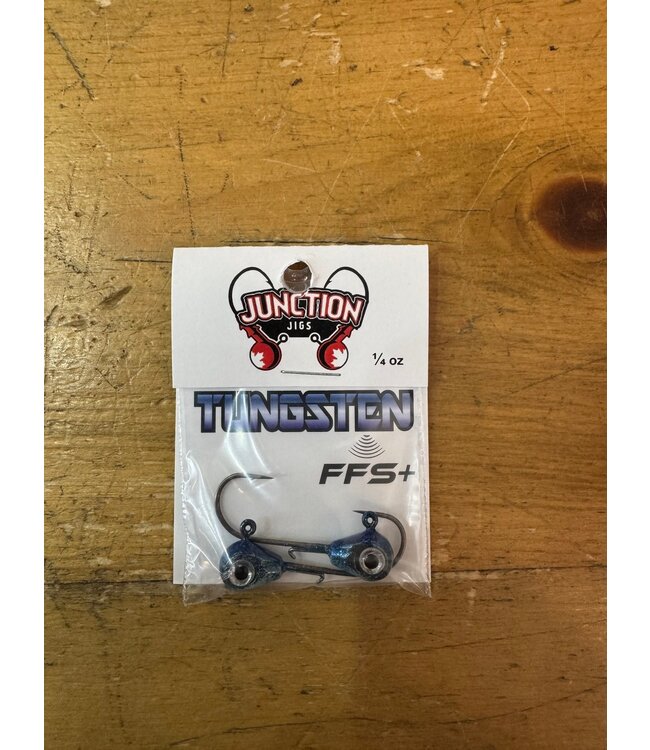 JUNCTION
JIGS
1/4 OZ
TUNGSTEN
FFS+